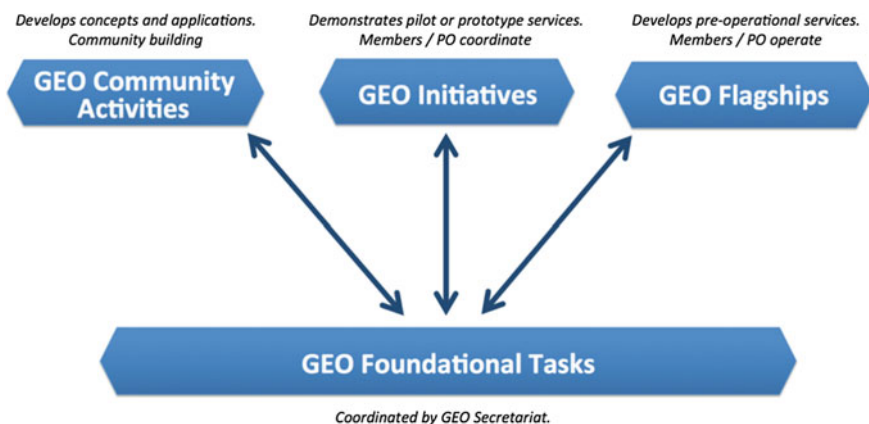 Develops concepts and applications.
Community building
GEO Community
Activities
Demonstrates pilot or prototype services.
Members / PO coordinate
GEO Initiatives
Develops pre-operational services.
Members / PO operate
GEO Flagships
GEO Foundational Tasks
Coordinated by GEO Secretariat.